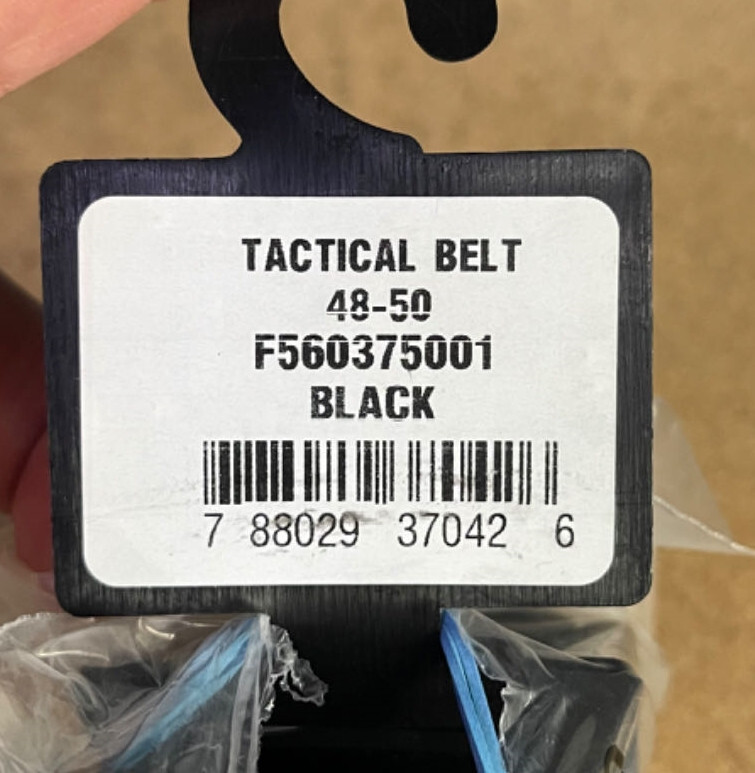 TACTICAL BELT
48-50
F560375001
BLACK
7 88029 37042 6